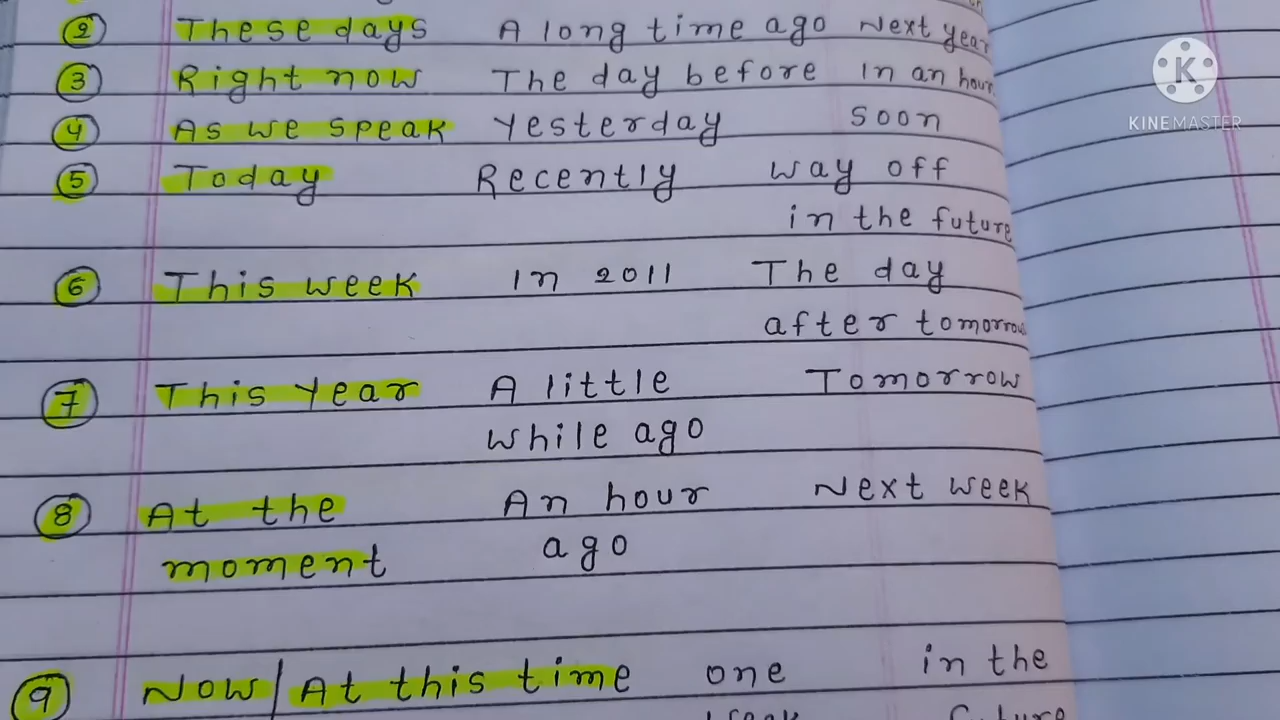 2 These days A long time ago Next year
3 Right now The day before In an hour
4 As we speak Yesterday Soon
5 Today Recently Way off
in the future
6 This week In 2011 The day
after tomorrow
7 This year A little Tomorrow
while ago
8 At the An hour Next week
moment ago
9 Now/At this time one in the
KINEMASTER